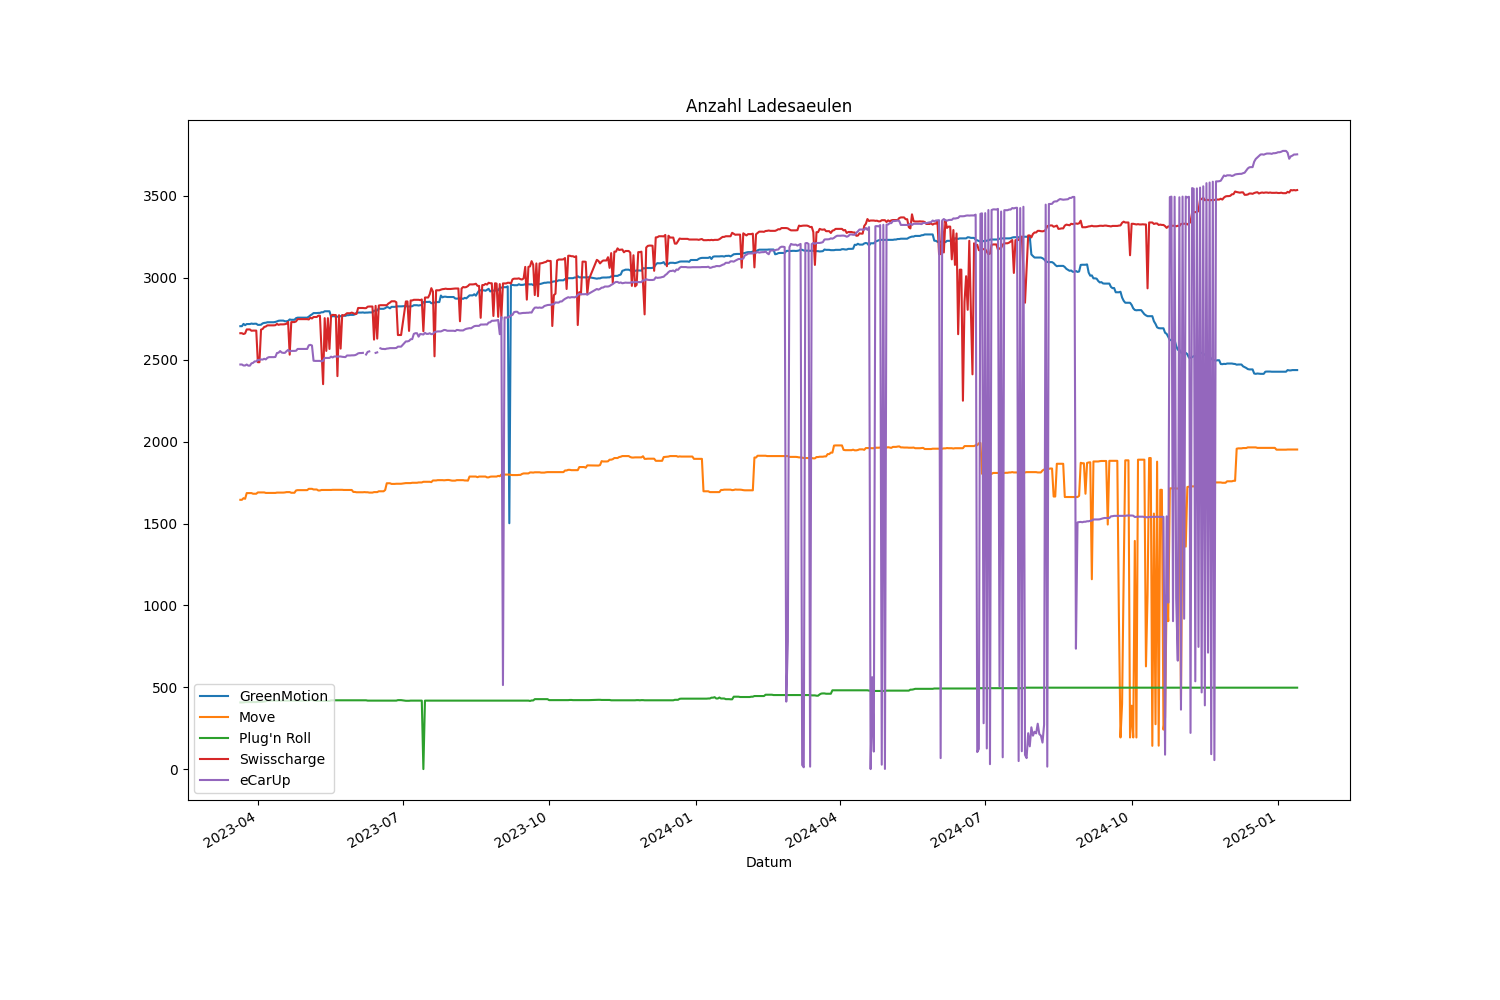 Anzahl Ladesaeulen
3500
3000
2500
2000
1500
1000
500
0
GreenMotion
Move
Plug'n Roll
Swisscharge
eCarUp
2023-04
2023-07
2023-10
2024-01
2024-04
2024-07
2024-10
2025-01
Datum